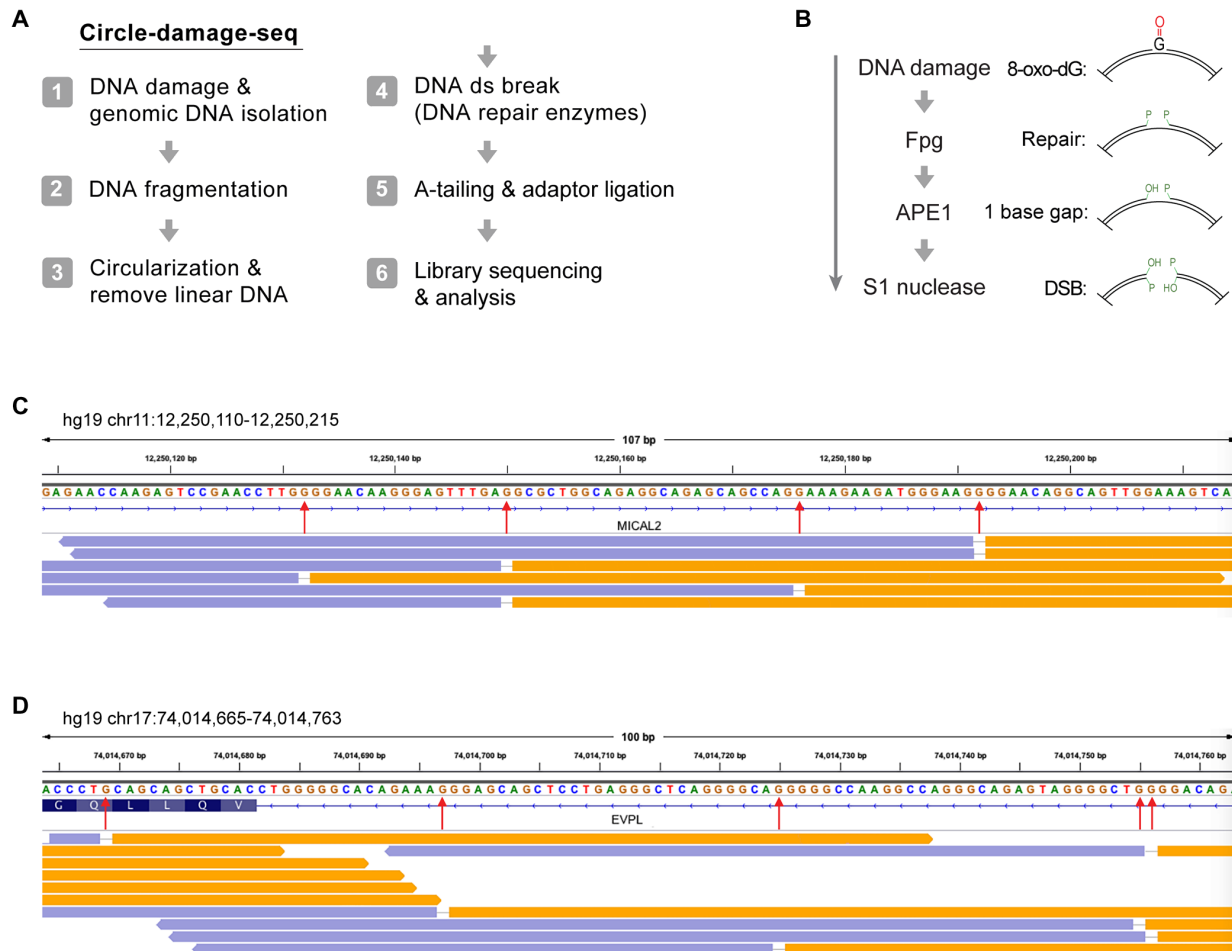 A
Circle-damage-seq
1 DNA damage &
genomic DNA isolation
2 DNA fragmentation
3 Circularization &
remove linear DNA
4 DNA ds break
(DNA repair enzymes)
5 A-tailing & adaptor ligation
6 Library sequencing
& analysis
B
O
G
DNA damage 8-oxo-dG:
P P
Fpg Repair:
OH P
APE1 1 base gap:
OH P
S1 nuclease DSB:
P HO
C
hg19 chr11:12,250,110-12,250,215
107 bp
12,250,120 bp 12,250,140 bp 12,250,160 bp 12,250,180 bp 12,250,200 bp
GAGAACCAAGAGTCCGAACCTTGGGGAACAAGGGAGTTTGAGGCGCTGGCAGAGGCAGAGCAGCCAGGAAAGAAGATGGGAAGGGGAACAGGCAGTTGGAAAGTCA
MICAL2
D
hg19 chr17:74,014,665-74,014,763
100 bp
74,014,670 bp 74,014,680 bp 74,014,690 bp 74,014,700 bp 74,014,710 bp 74,014,720 bp 74,014,730 bp 74,014,740 bp 74,014,750 bp 74,014,760 bp
ACCCTGCAGCAGCTGCACCTGGGGGCACAGAAAGGGAGCAGCTCCTGAGGGCTCAGGGGCAGGGGGCCAAGGCCAGGGCAGAGTAGGGGCTGGGGACAG
G Q L L Q V
EVPL